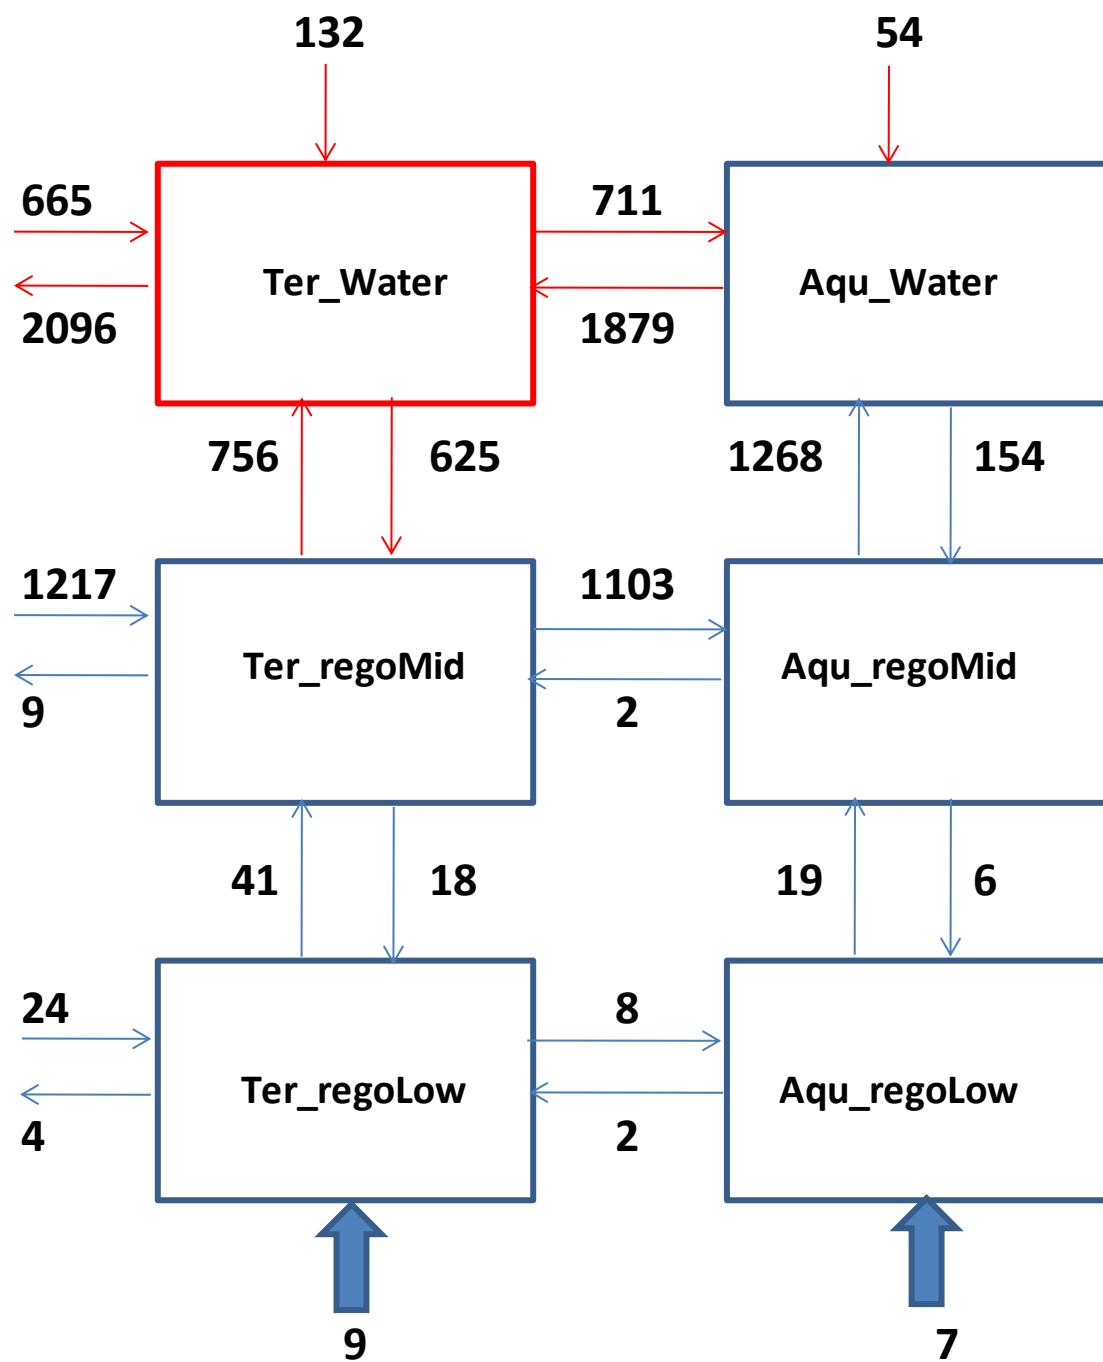 132 54
665 711
Ter_Water Aqu_Water
2096 1879
756 625 1268 154
1217 1103
Ter_regoMid Aqu_regoMid
9 2
41 18 19 6
24 8
Ter_regoLow Aqu_regoLow
4 2
9 7